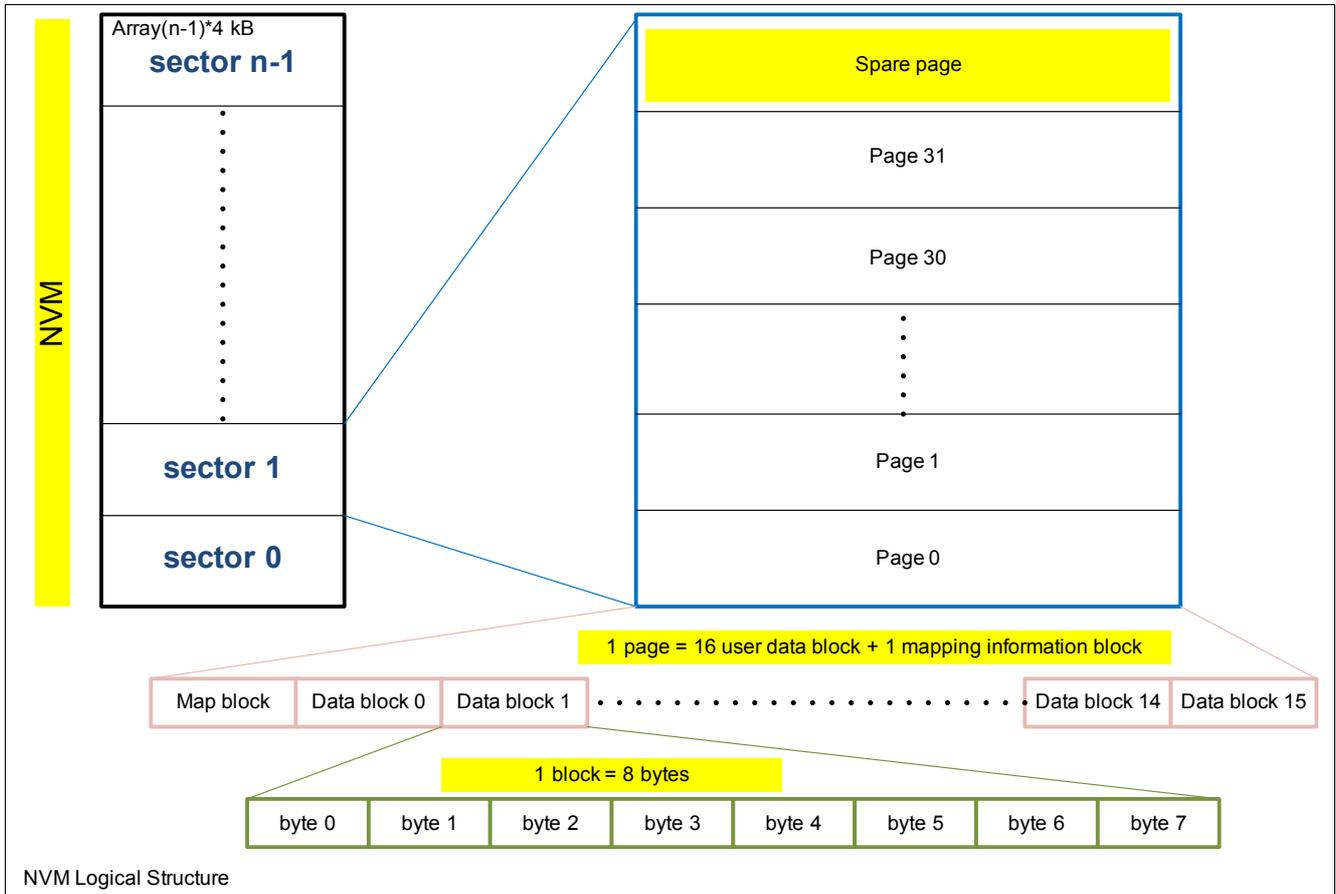 NVM
Array(n-1)*4 kB
sector n-1
sector 1
sector 0
Spare page
Page 31
Page 30
Page 1
Page 0
1 page = 16 user data block + 1 mapping information block
Map block
Data block 0
Data block 1
Data block 14
Data block 15
1 block = 8 bytes
byte 0
byte 1
byte 2
byte 3
byte 4
byte 5
byte 6
byte 7
NVM Logical Structure